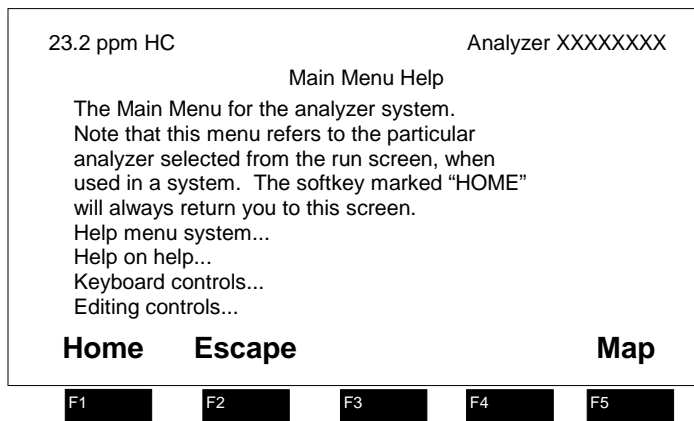 23.2 ppm HC Analyzer XXXXXXXX
Main Menu Help
The Main Menu for the analyzer system.
Note that this menu refers to the particular
analyzer selected from the run screen, when
used in a system. The softkey marked “HOME”
will always return you to this screen.
Help menu system...
Help on help...
Keyboard controls...
Editing controls...
Home Escape Map
F1 F2 F3 F4 F5